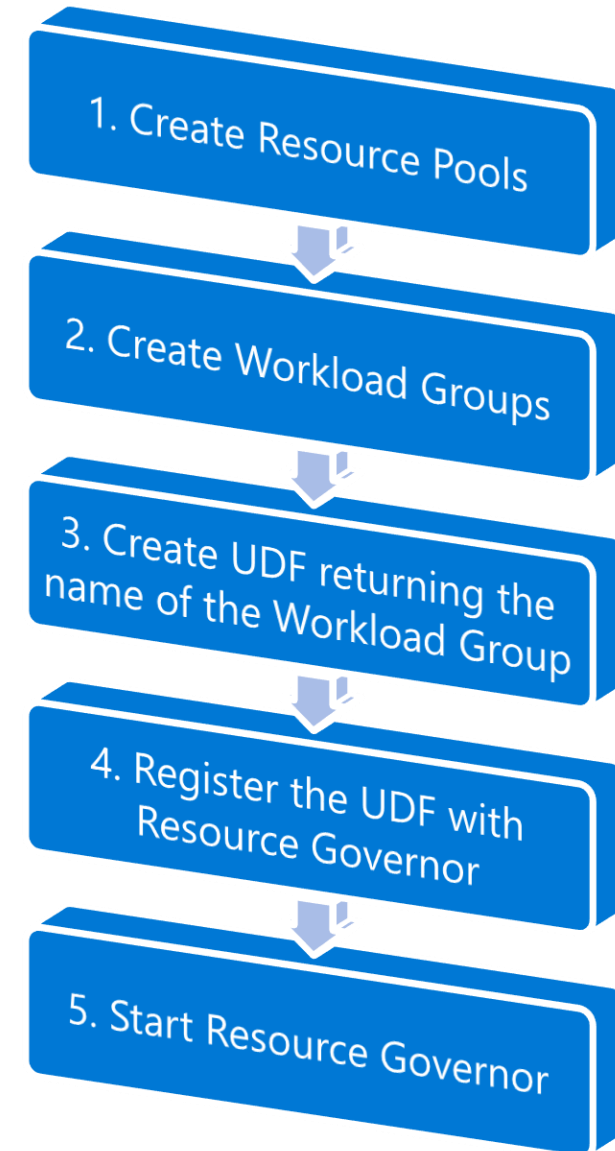 1. Create Resource Pools
2. Create Workload Groups
3. Create UDF returning the
name of the Workload Group
4. Register the UDF with
Resource Governor
5. Start Resource Governor